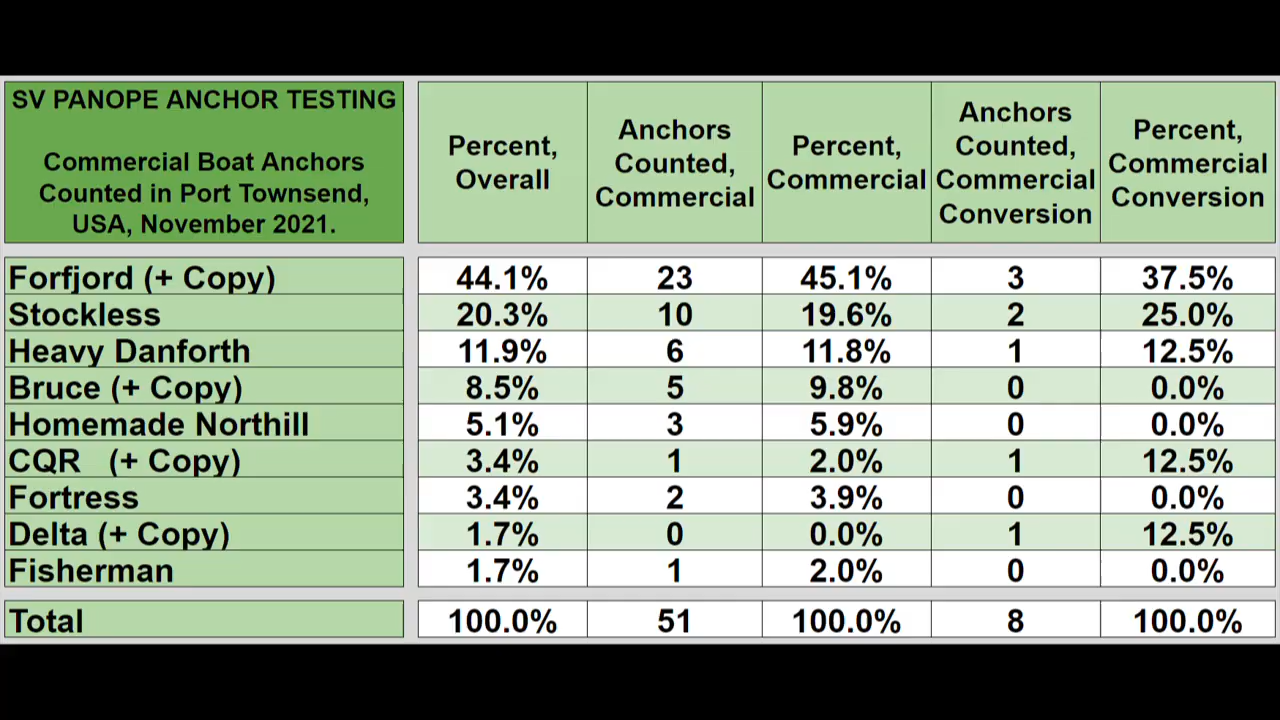 SV PANOPE ANCHOR TESTING
Commercial Boat Anchors
Counted in Port Townsend,
USA, November 2021.
Percent,
Overall
Anchors
Counted,
Commercial
Percent,
Commercial
Anchors
Counted,
Commercial
Conversion
Percent,
Commercial
Conversion
Forfjord (+ Copy) 44.1% 23 45.1% 3 37.5%
Stockless 20.3% 10 19.6% 2 25.0%
Heavy Danforth 11.9% 6 11.8% 1 12.5%
Bruce (+ Copy) 8.5% 5 9.8% 0 0.0%
Homemade Northill 5.1% 3 5.9% 0 0.0%
CQR (+ Copy) 3.4% 1 2.0% 1 12.5%
Fortress 3.4% 2 3.9% 0 0.0%
Delta (+ Copy) 1.7% 0 0.0% 1 12.5%
Fisherman 1.7% 1 2.0% 0 0.0%
Total 100.0% 51 100.0% 8 100.0%